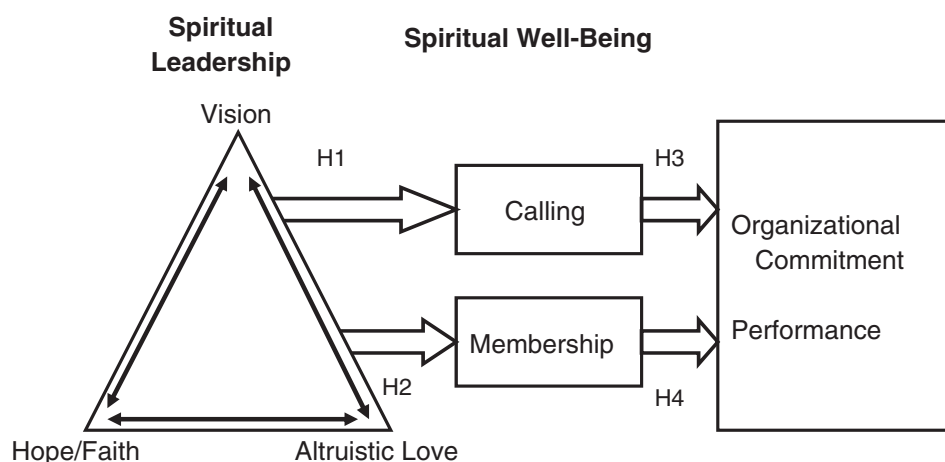 Spiritual
Leadership
Spiritual Well-Being
Vision
H1
H3
Calling
Organizational
Commitment
Membership
Performance
H2
H4
Hope/Faith
Altruistic Love